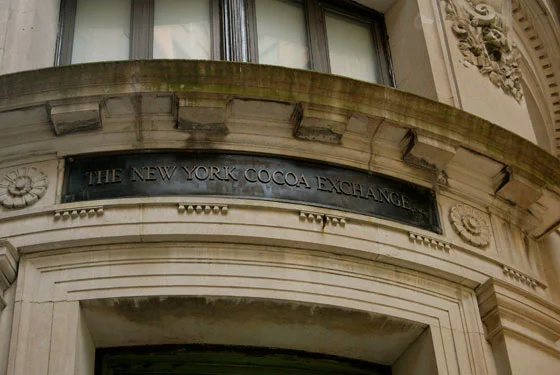 THE NEW YORK COCOA EXCHANGE